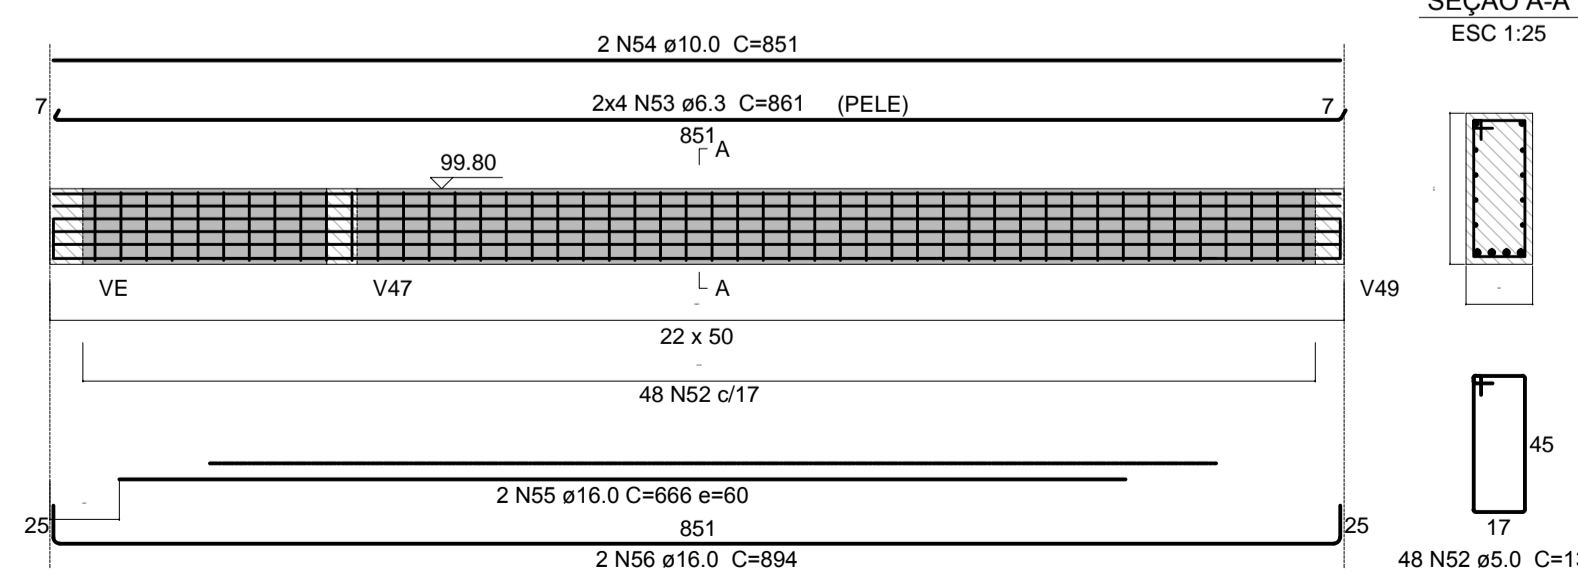 SEÇÃO A-A
ESC 1:25
2 N54 ø10.0 C=851
7 2x4 N53 ø6.3 C=861 (PELE) 7
851
A
99.80
VE V47 A V49
22 x 50
48 N52 c/17
2 N55 ø16.0 C=666 e=60
25 851 25
2 N56 ø16.0 C=894
45
17
48 N52 ø5.0